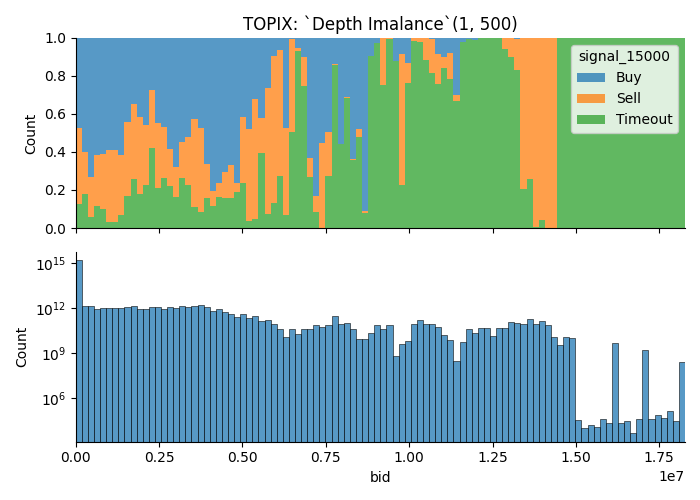 TOPIX: `Depth Imalance`(1, 500)
1.0
0.8
0.6
0.4
0.2
0.0
Count
signal_15000
Buy
Sell
Timeout
10^15
10^12
10^9
10^6
Count
0.00 0.25 0.50 0.75 1.00 1.25 1.50 1.75
1e7
bid